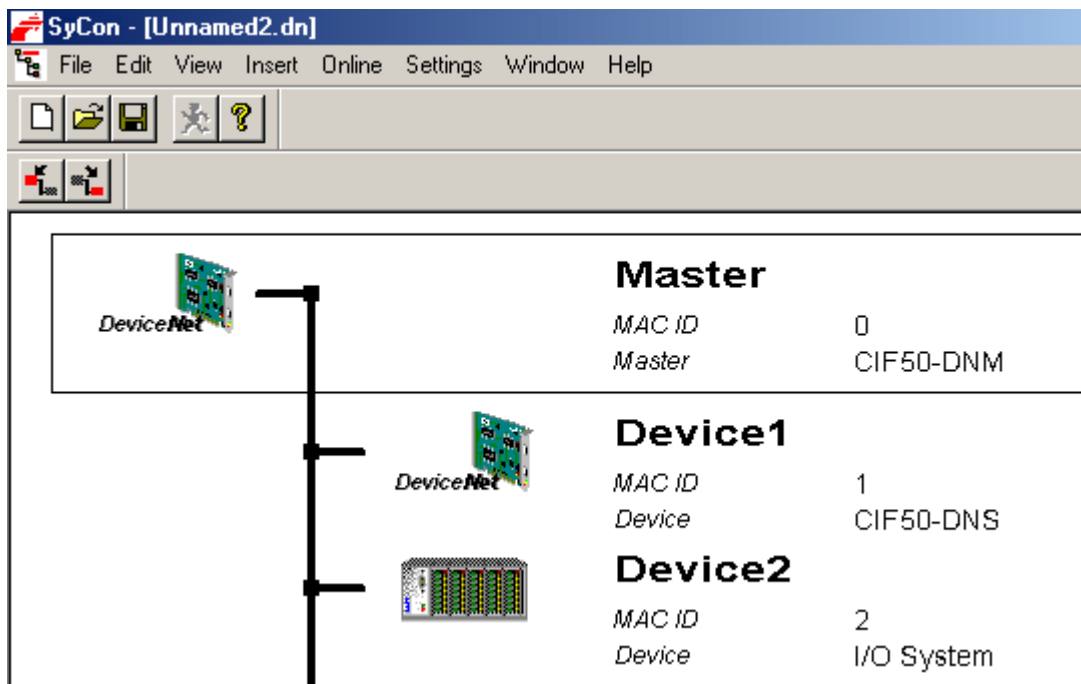 SyCon - [Unnamed2.dn]
File Edit View Insert Online Settings Window Help
Master
DeviceNet
MAC ID 0
Master CIF50-DNM
Device1
DeviceNet
MAC ID 1
Device CIF50-DNS
Device2
MAC ID 2
Device I/O System